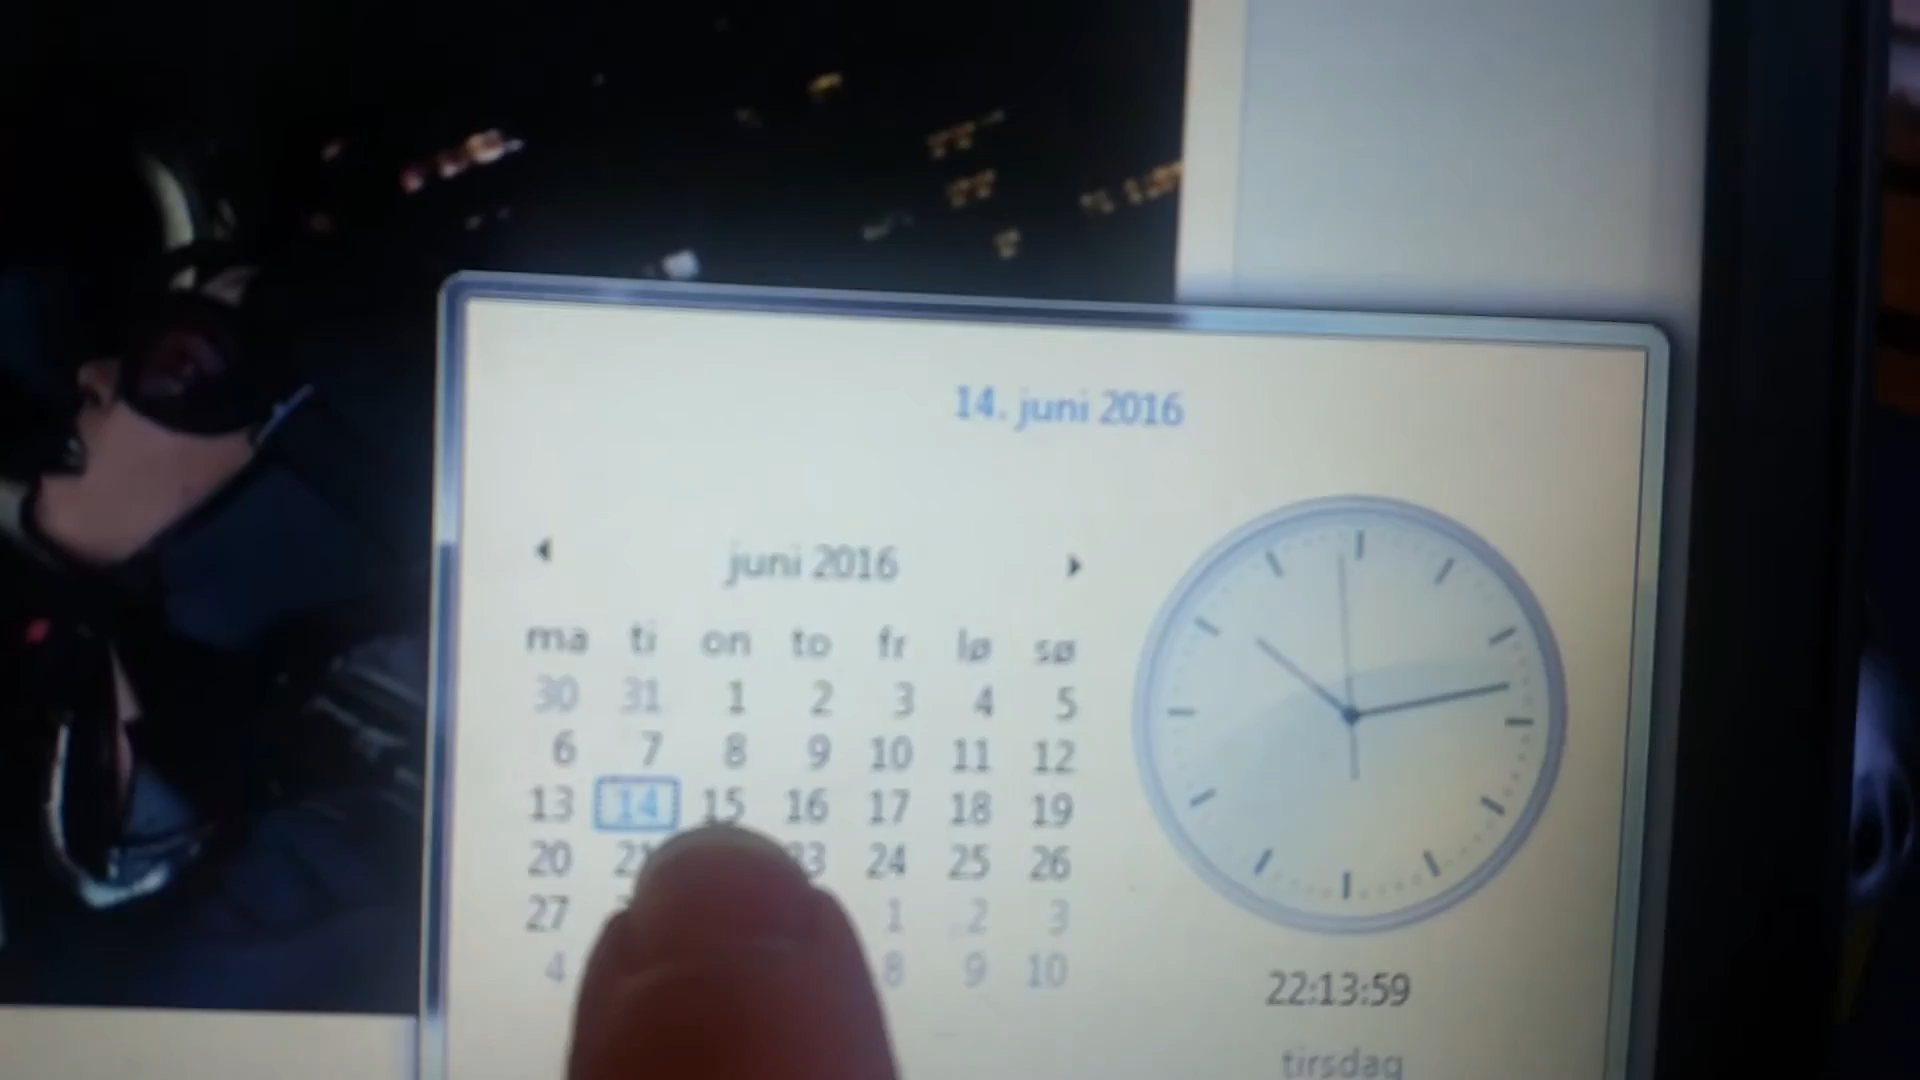 14. juni 2016
juni 2016
ma ti on to fr lø sø
30 31 1 2 3 4 5
6 7 8 9 10 11 12
13 14 15 16 17 18 19
20 21 23 24 25 26
27 1 2 3
4 8 9 10
22:13:59
tirsdag